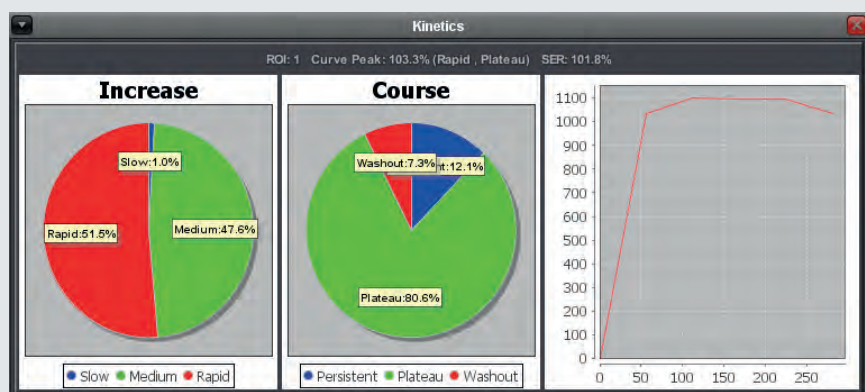 Kinetics
ROI: 1 Curve Peak: 103.3% (Rapid , Plateau) SER: 101.8%
Increase
Slow:1.0%
Rapid:51.5%
Medium:47.6%
Slow Medium Rapid
Course
Washout:7.3%
nt:12.1%
Plateau:80.6%
Persistent Plateau Washout
1100
1000
900
800
700
600
500
400
300
200
100
0
0 50 100 150 200 250